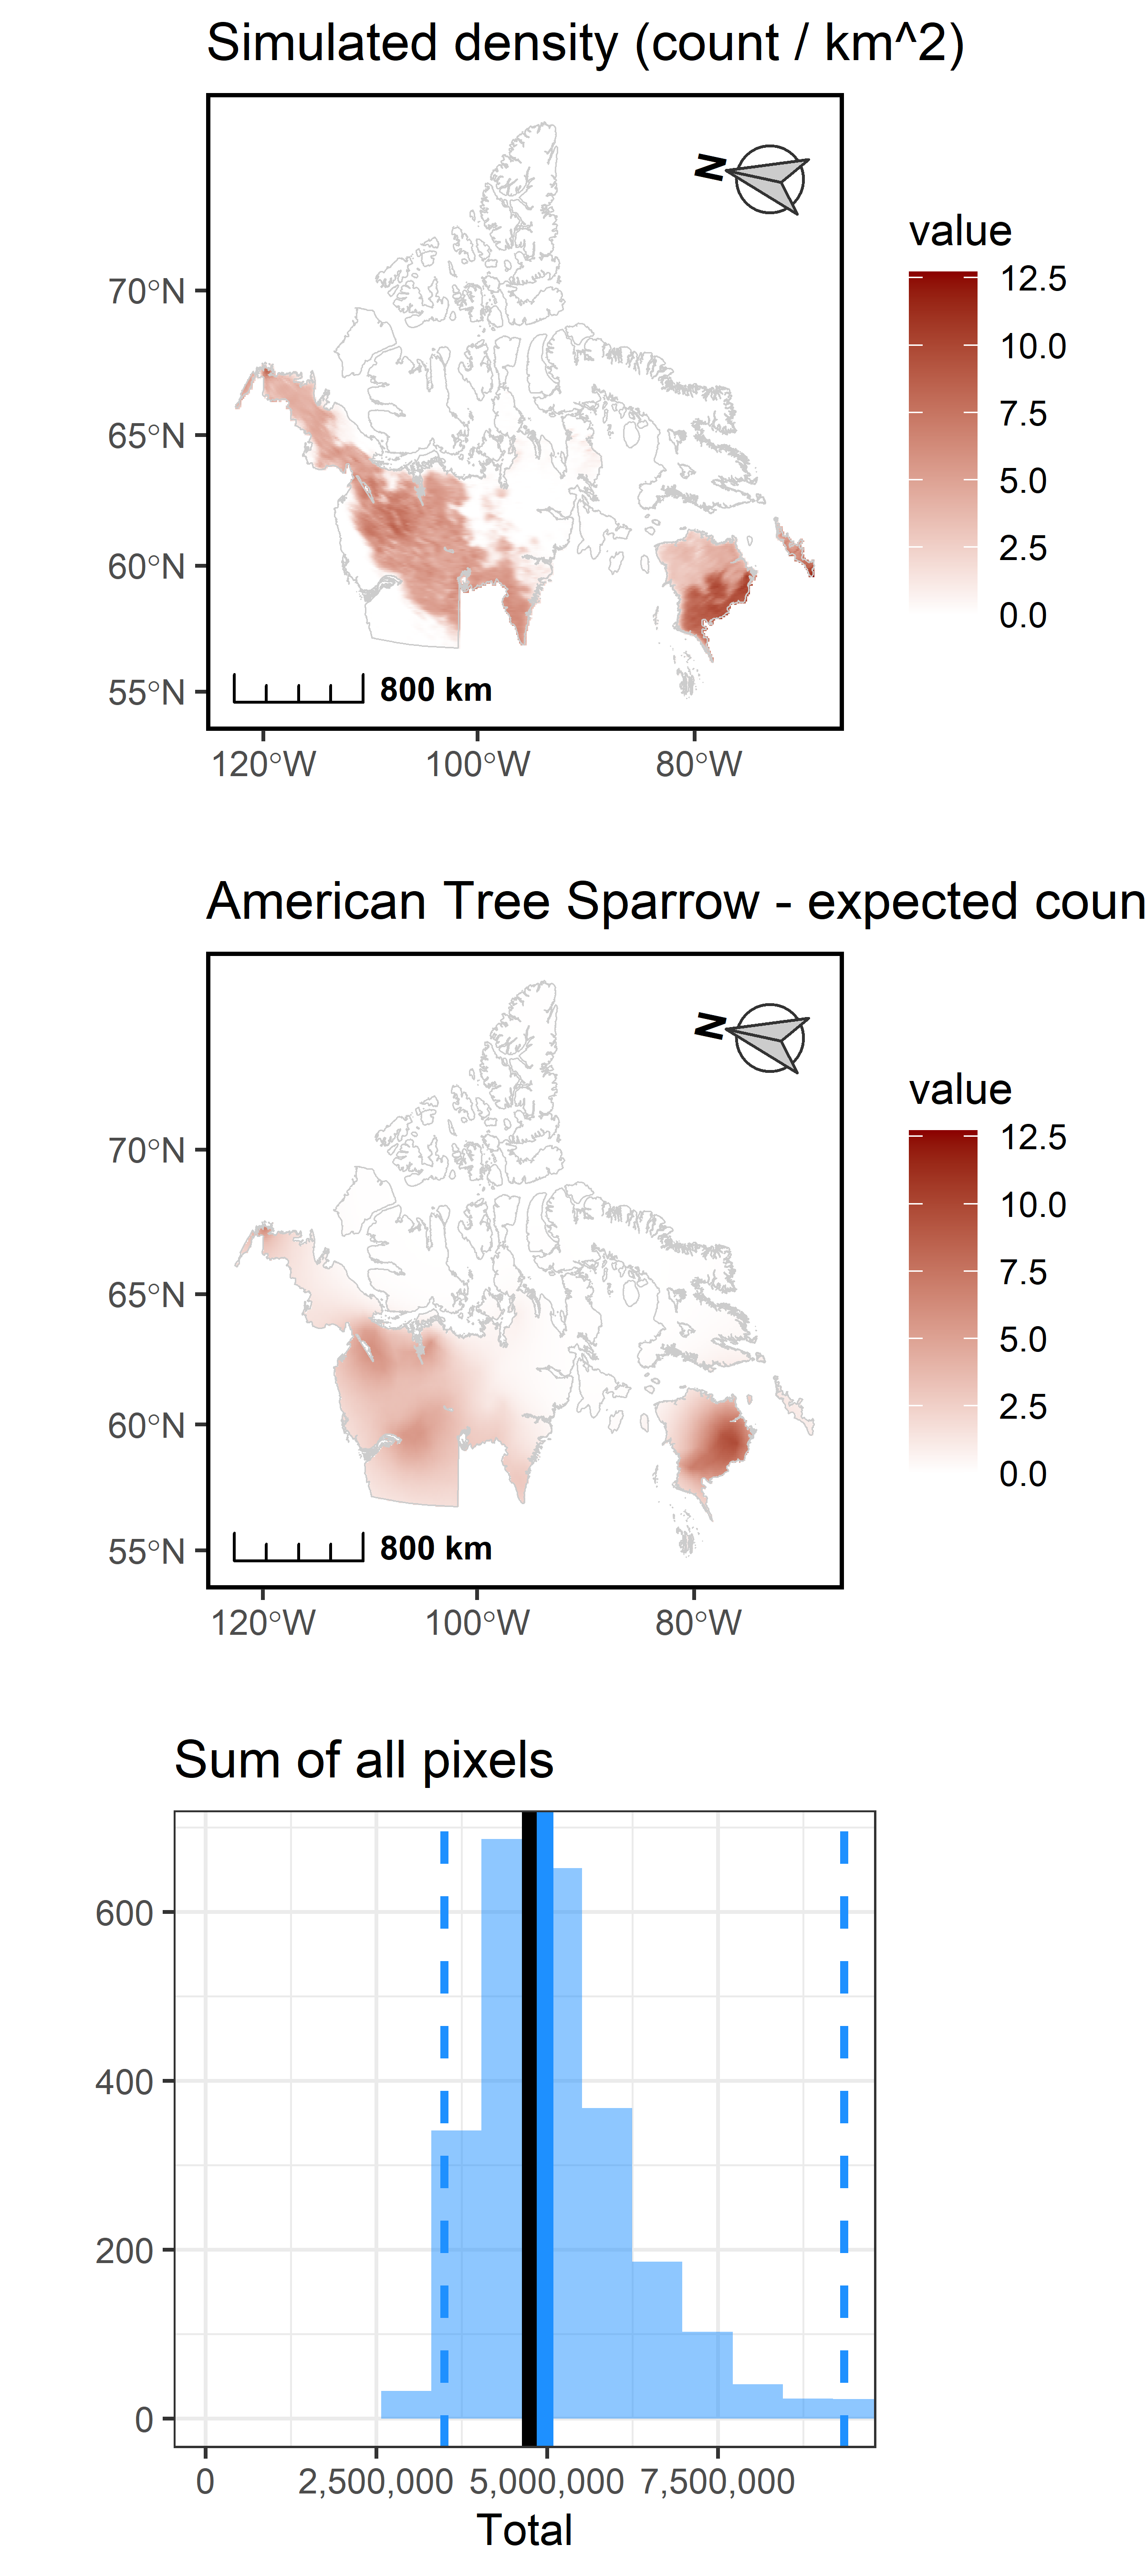 Simulated density (count / km^2)
N
value
12.5
10.0
7.5
5.0
2.5
0.0
70°N
65°N
60°N
55°N
800 km
120°W 100°W 80°W
American Tree Sparrow - expected coun
N
value
12.5
10.0
7.5
5.0
2.5
0.0
70°N
65°N
60°N
55°N
800 km
120°W 100°W 80°W
Sum of all pixels
600
400
200
0
0 2,500,000 5,000,000 7,500,000
Total